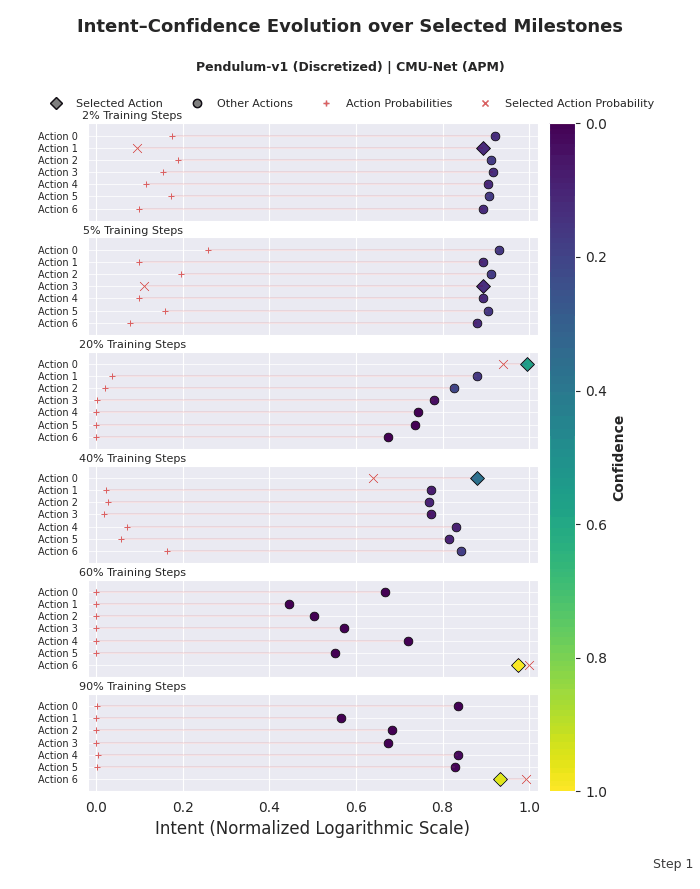 Intent–Confidence Evolution over Selected Milestones
Pendulum-v1 (Discretized) | CMU-Net (APM)
Selected Action Other Actions Action Probabilities Selected Action Probability
2% Training Steps
Action 0
Action 1
Action 2
Action 3
Action 4
Action 5
Action 6
5% Training Steps
Action 0
Action 1
Action 2
Action 3
Action 4
Action 5
Action 6
20% Training Steps
Action 0
Action 1
Action 2
Action 3
Action 4
Action 5
Action 6
40% Training Steps
Action 0
Action 1
Action 2
Action 3
Action 4
Action 5
Action 6
60% Training Steps
Action 0
Action 1
Action 2
Action 3
Action 4
Action 5
Action 6
90% Training Steps
Action 0
Action 1
Action 2
Action 3
Action 4
Action 5
Action 6
0.0 0.2 0.4 0.6 0.8 1.0
Intent (Normalized Logarithmic Scale)
0.0
0.2
0.4
0.6
0.8
1.0
Confidence
Step 1